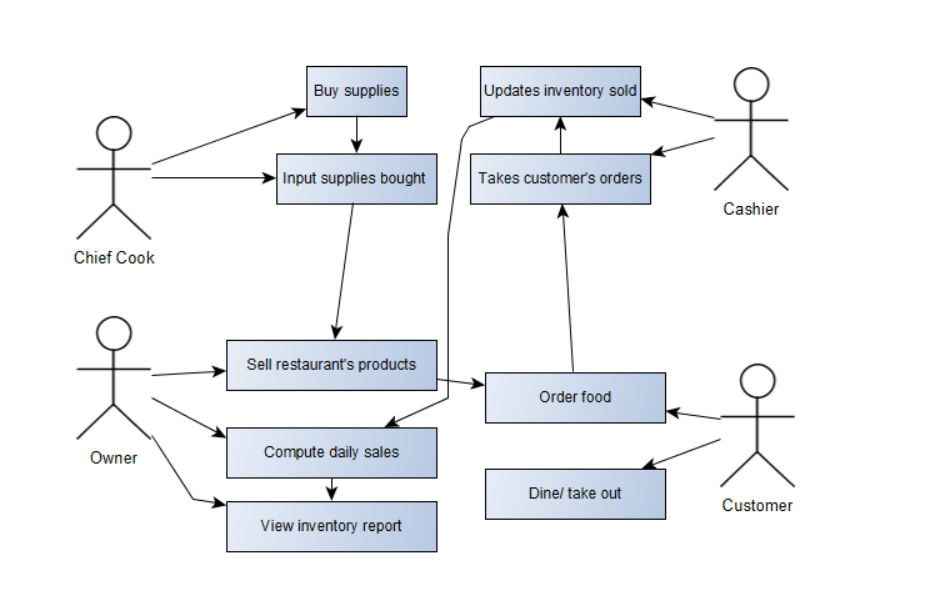 Buy supplies
Updates inventory sold
Input supplies bought
Takes customer's orders
Cashier
Chief Cook
Sell restaurant's products
Order food
Compute daily sales
Owner
Dine/ take out
Customer
View inventory report